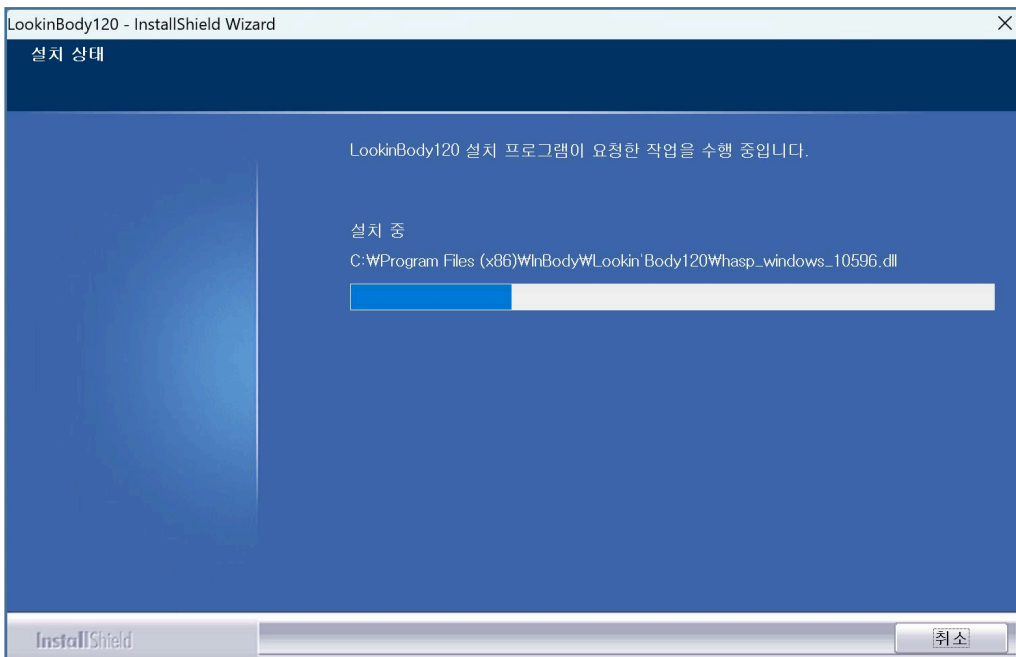 LookinBody120 - InstallShield Wizard
설치 상태
LookinBody120 설치 프로그램이 요청한 작업을 수행 중입니다.
설치 중
C:₩Program Files (x86)₩InBody₩Lookin'Body120₩hasp_windows_10596.dll
InstallShield
취소